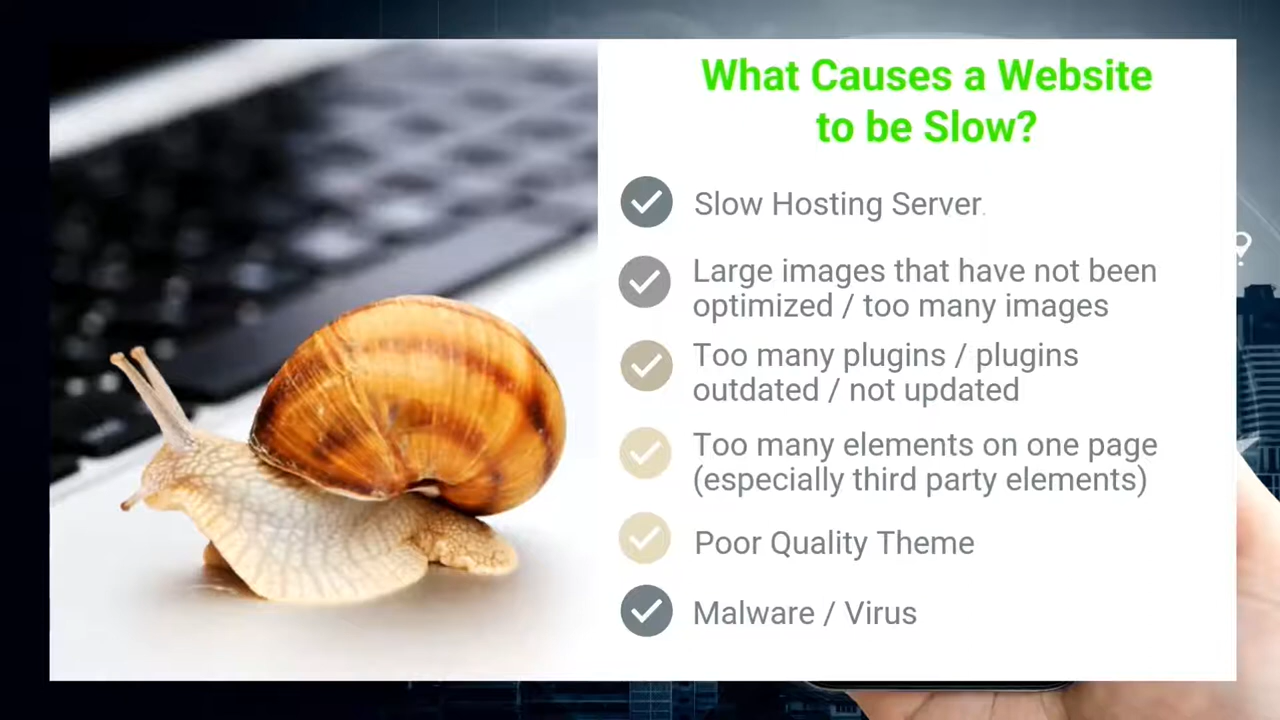 What Causes a Website
to be Slow?
Slow Hosting Server.
Large images that have not been
optimized / too many images
Too many plugins / plugins
outdated / not updated
Too many elements on one page
(especially third party elements)
Poor Quality Theme
Malware / Virus